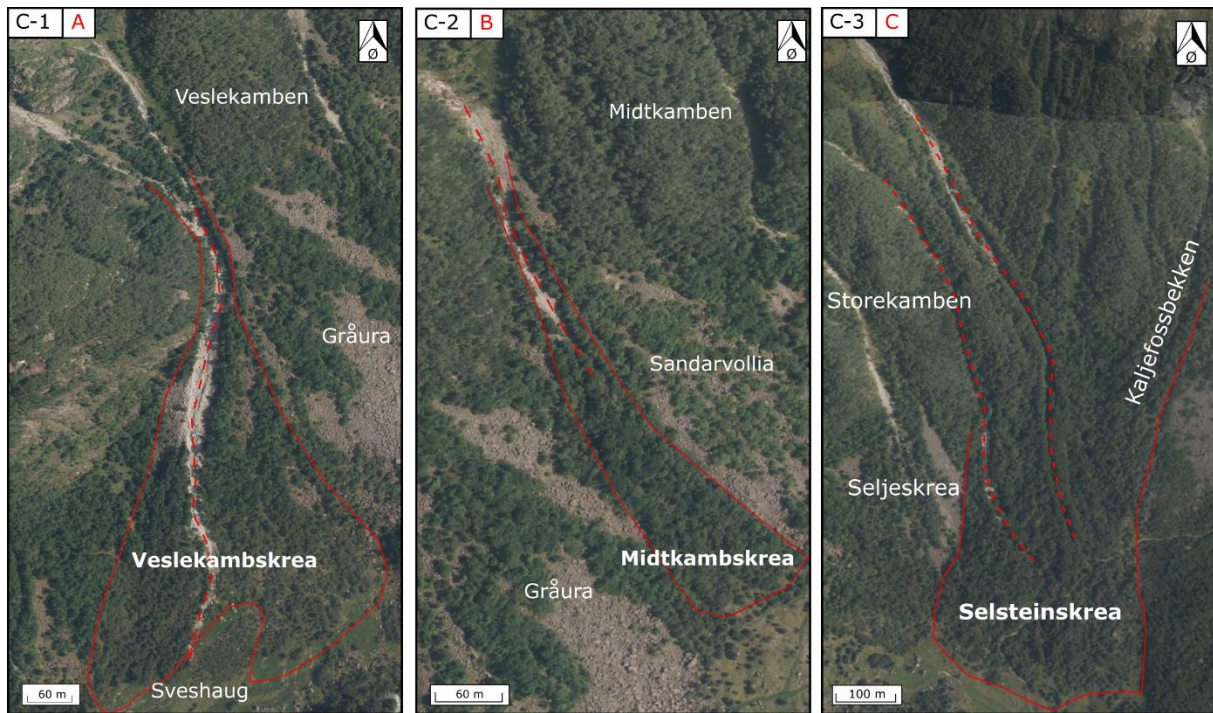 C-1 A
Ø
Veslekamben
Gråura
Veslekambskrea
Sveshaug
60 m
C-2 B
Ø
Midtkamben
Sandarvollia
Midtkambskrea
Gråura
60 m
C-3 C
Ø
Storekamben
Kaljefossbekken
Seljeskrea
Selsteinskrea
100 m